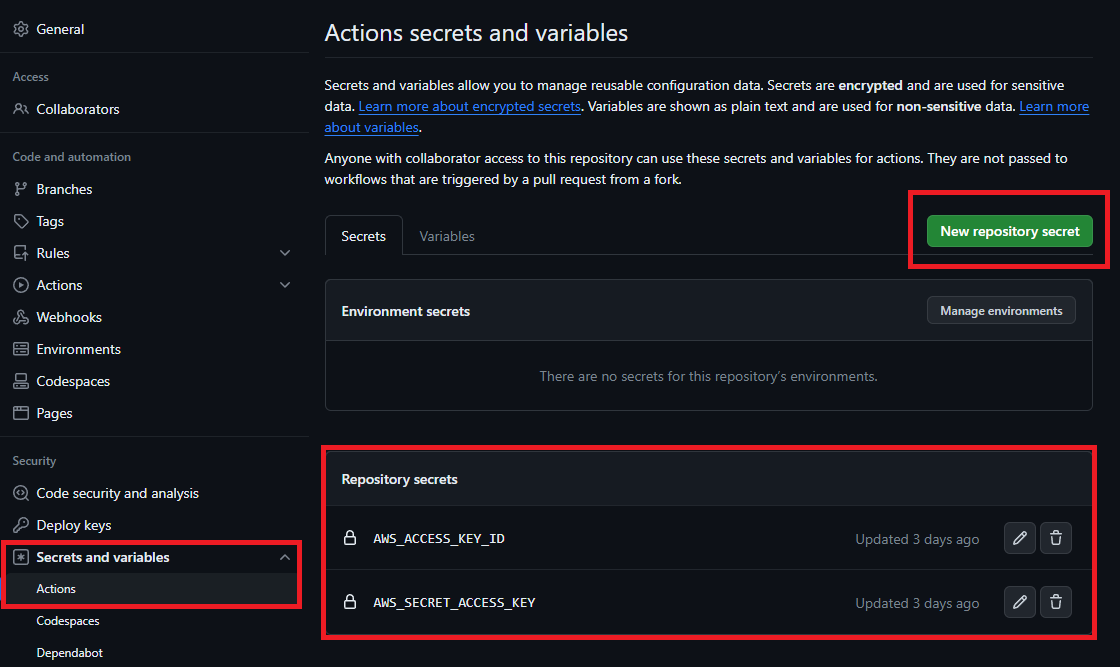 General
Access
Collaborators
Code and automation
Branches
Tags
Rules
Actions
Webhooks
Environments
Codespaces
Pages
Security
Code security and analysis
Deploy keys
Secrets and variables
Actions
Codespaces
Dependabot
Actions secrets and variables
Secrets and variables allow you to manage reusable configuration data. Secrets are encrypted and are used for sensitive
data. Learn more about encrypted secrets. Variables are shown as plain text and are used for non-sensitive data. Learn more
about variables.
Anyone with collaborator access to this repository can use these secrets and variables for actions. They are not passed to
workflows that are triggered by a pull request from a fork.
Secrets Variables New repository secret
Environment secrets Manage environments
There are no secrets for this repository’s environments.
Repository secrets
AWS_ACCESS_KEY_ID Updated 3 days ago
AWS_SECRET_ACCESS_KEY Updated 3 days ago